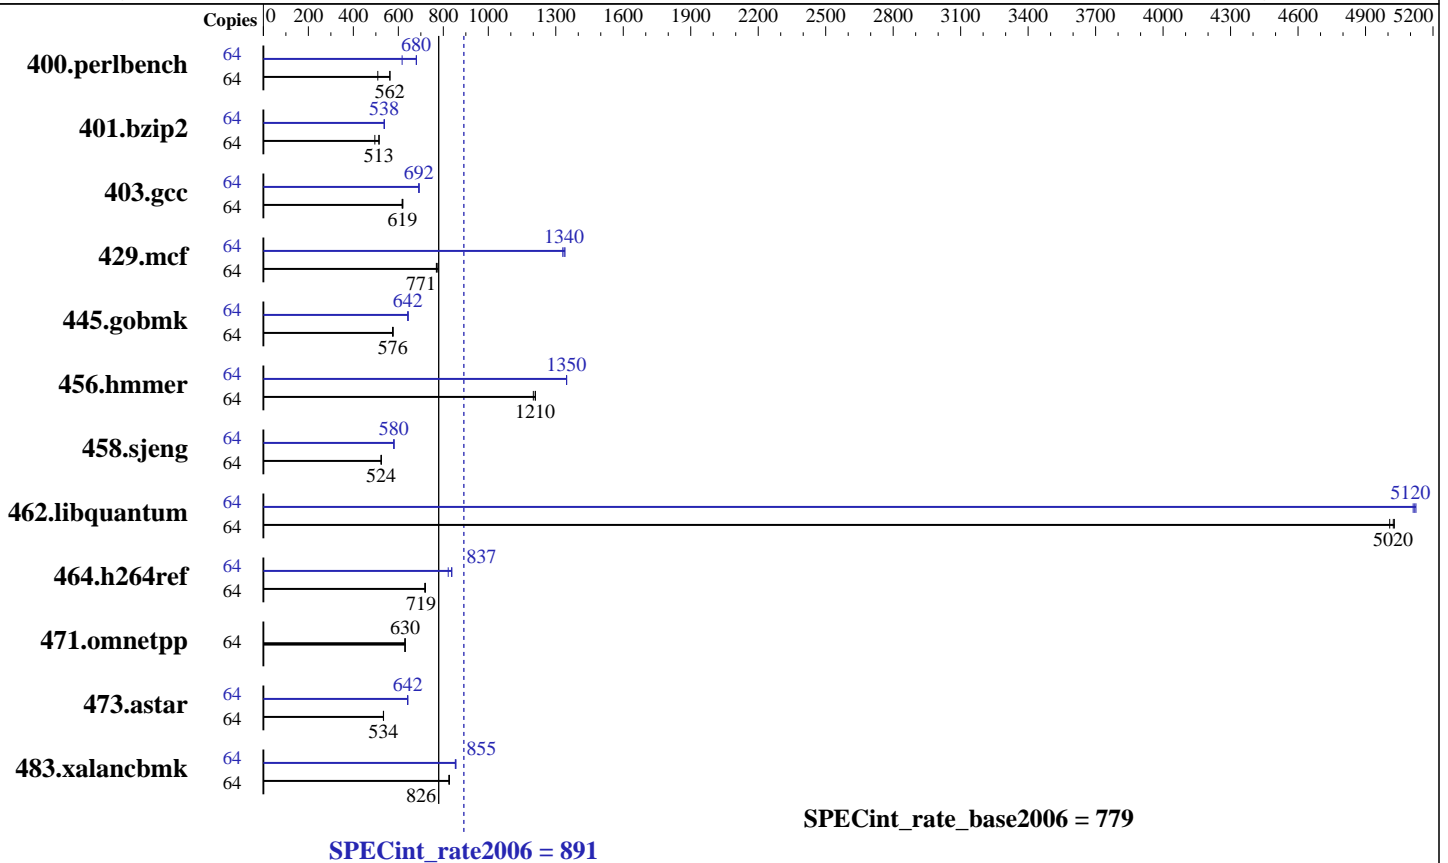 Copies 0 200 400 600 800 1000 1300 1600 1900 2200 2500 2800 3100 3400 3700 4000 4300 4600 4900 5200
400.perlbench 64 680
64 562
401.bzip2 64 538
64 513
403.gcc 64 692
64 619
429.mcf 64 1340
64 771
445.gobmk 64 642
64 576
456.hmmer 64 1350
64 1210
458.sjeng 64 580
64 524
462.libquantum 64 5120
64 5020
464.h264ref 64 837
64 719
471.omnetpp 64 630
473.astar 64 642
64 534
483.xalancbmk 64 855
64 826
SPECint_rate_base2006 = 779
SPECint_rate2006 = 891